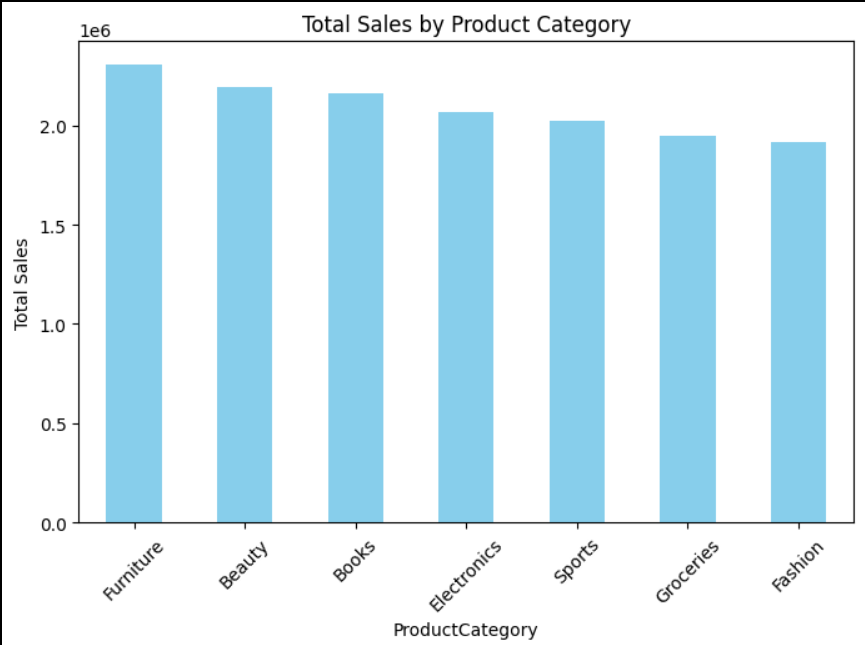 Total Sales by Product Category
1e6
2.0
1.5
1.0
0.5
0.0
Total Sales
Furniture
Beauty
Books
Electronics
Sports
Groceries
Fashion
ProductCategory